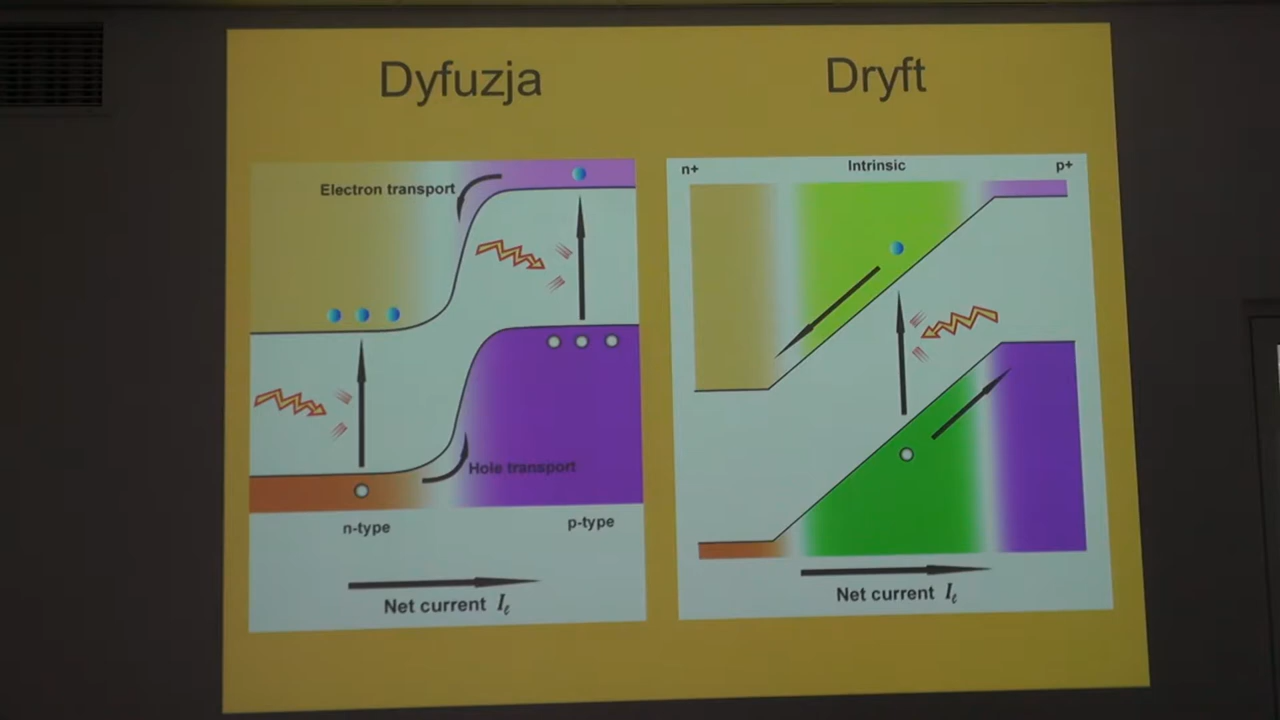 Dyfuzja
Dryft
Electron transport
Hole transport
n-type
p-type
Net current Iℓ
n+
Intrinsic
p+
Net current Iℓ